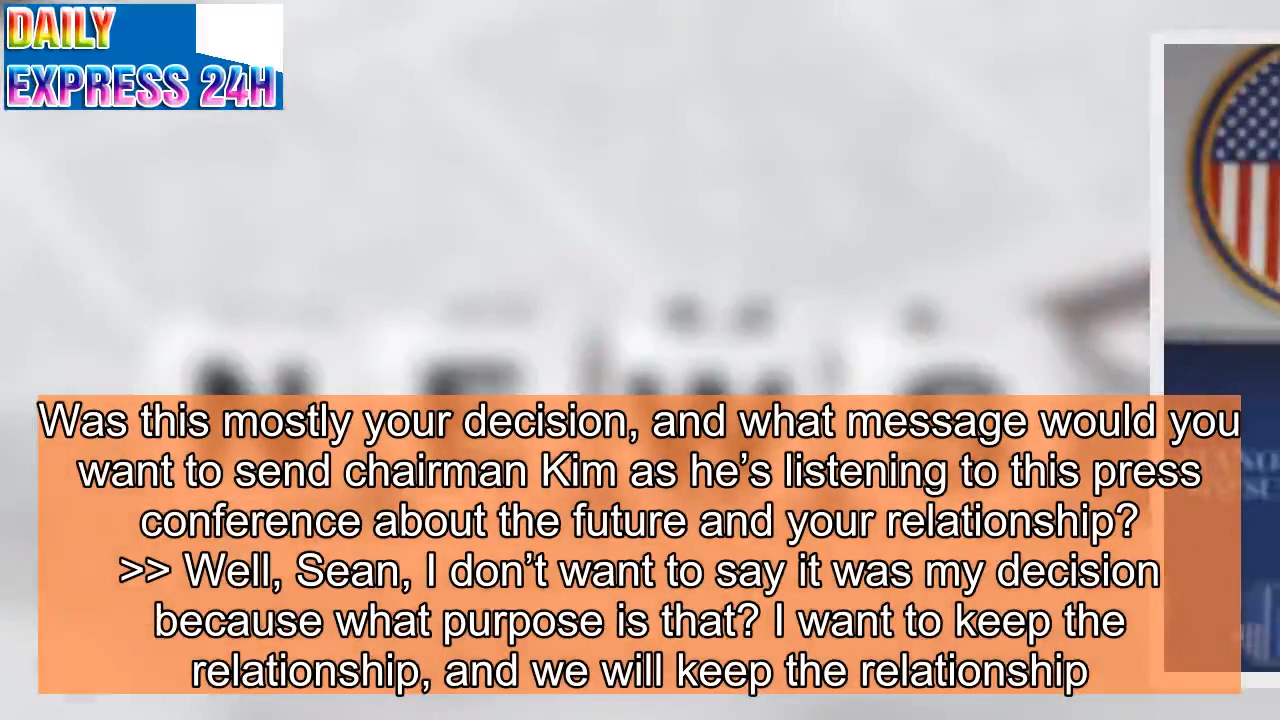 DAILY
EXPRESS 24H
Was this mostly your decision, and what message would you
want to send chairman Kim as he’s listening to this press
conference about the future and your relationship?
>> Well, Sean, I don’t want to say it was my decision
because what purpose is that? I want to keep the
relationship, and we will keep the relationship